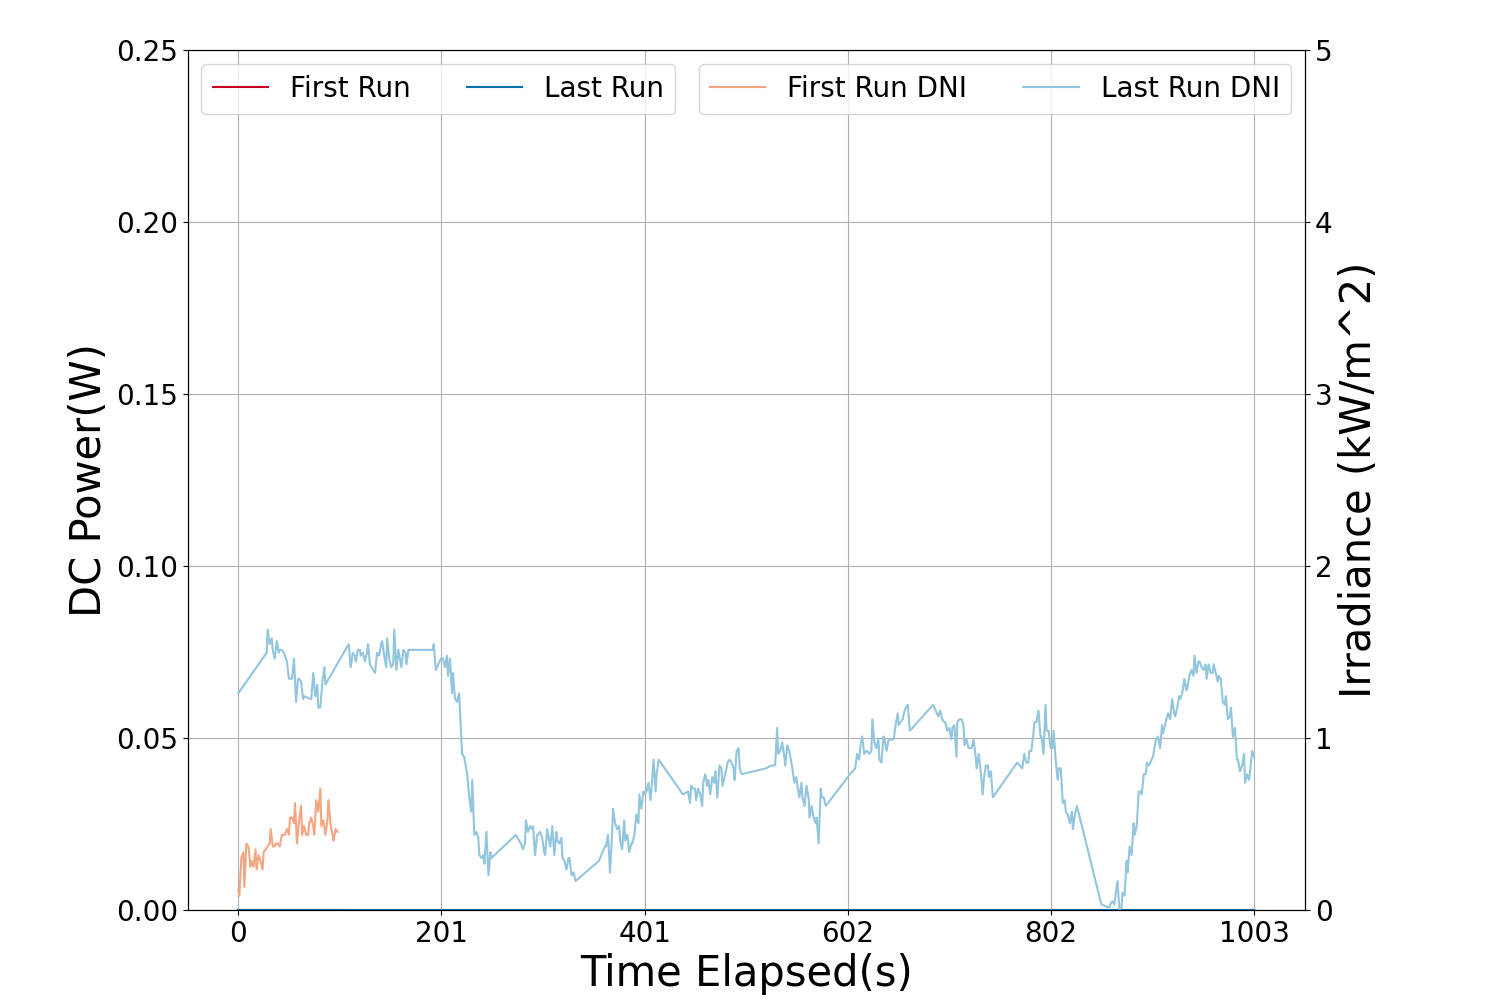 First Run
Last Run
First Run DNI
Last Run DNI
0.25
0.20
0.15
0.10
0.05
0.00
DC Power(W)
5
4
3
2
1
0
Irradiance (kW/m^2)
0
201
401
602
802
1003
Time Elapsed(s)